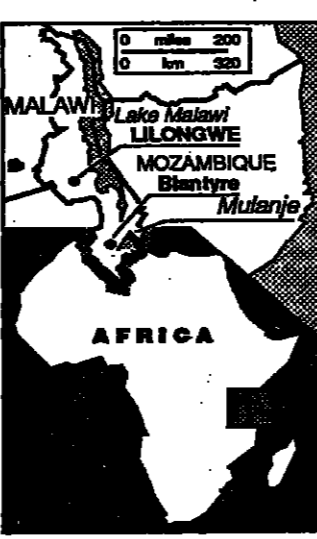 0 miles 200
0 km 320
MALAWI
Lake Malawi
LILONGWE
MOZAMBIQUE
Blantyre
Mulanje
AFRICA